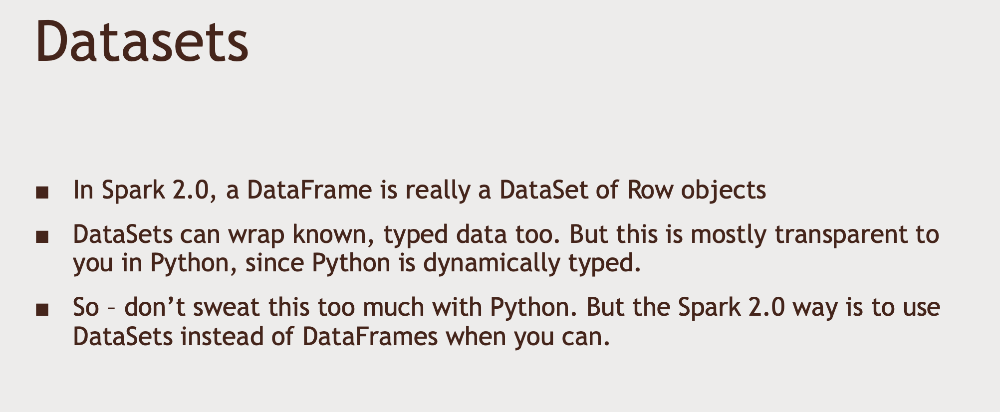 Datasets
■ In Spark 2.0, a DataFrame is really a DataSet of Row objects
■ DataSets can wrap known, typed data too. But this is mostly transparent to
you in Python, since Python is dynamically typed.
■ So – don’t sweat this too much with Python. But the Spark 2.0 way is to use
DataSets instead of DataFrames when you can.